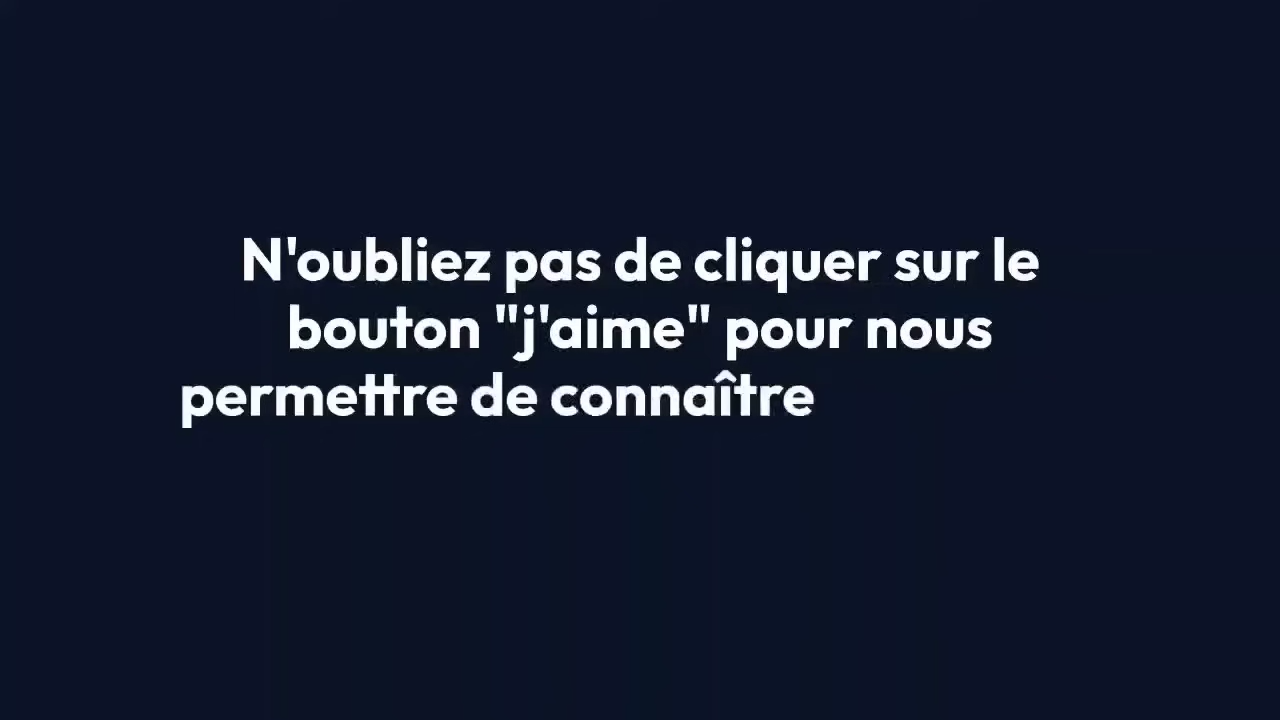 N'oubliez pas de cliquer sur le
bouton "j'aime" pour nous
permettre de connaître